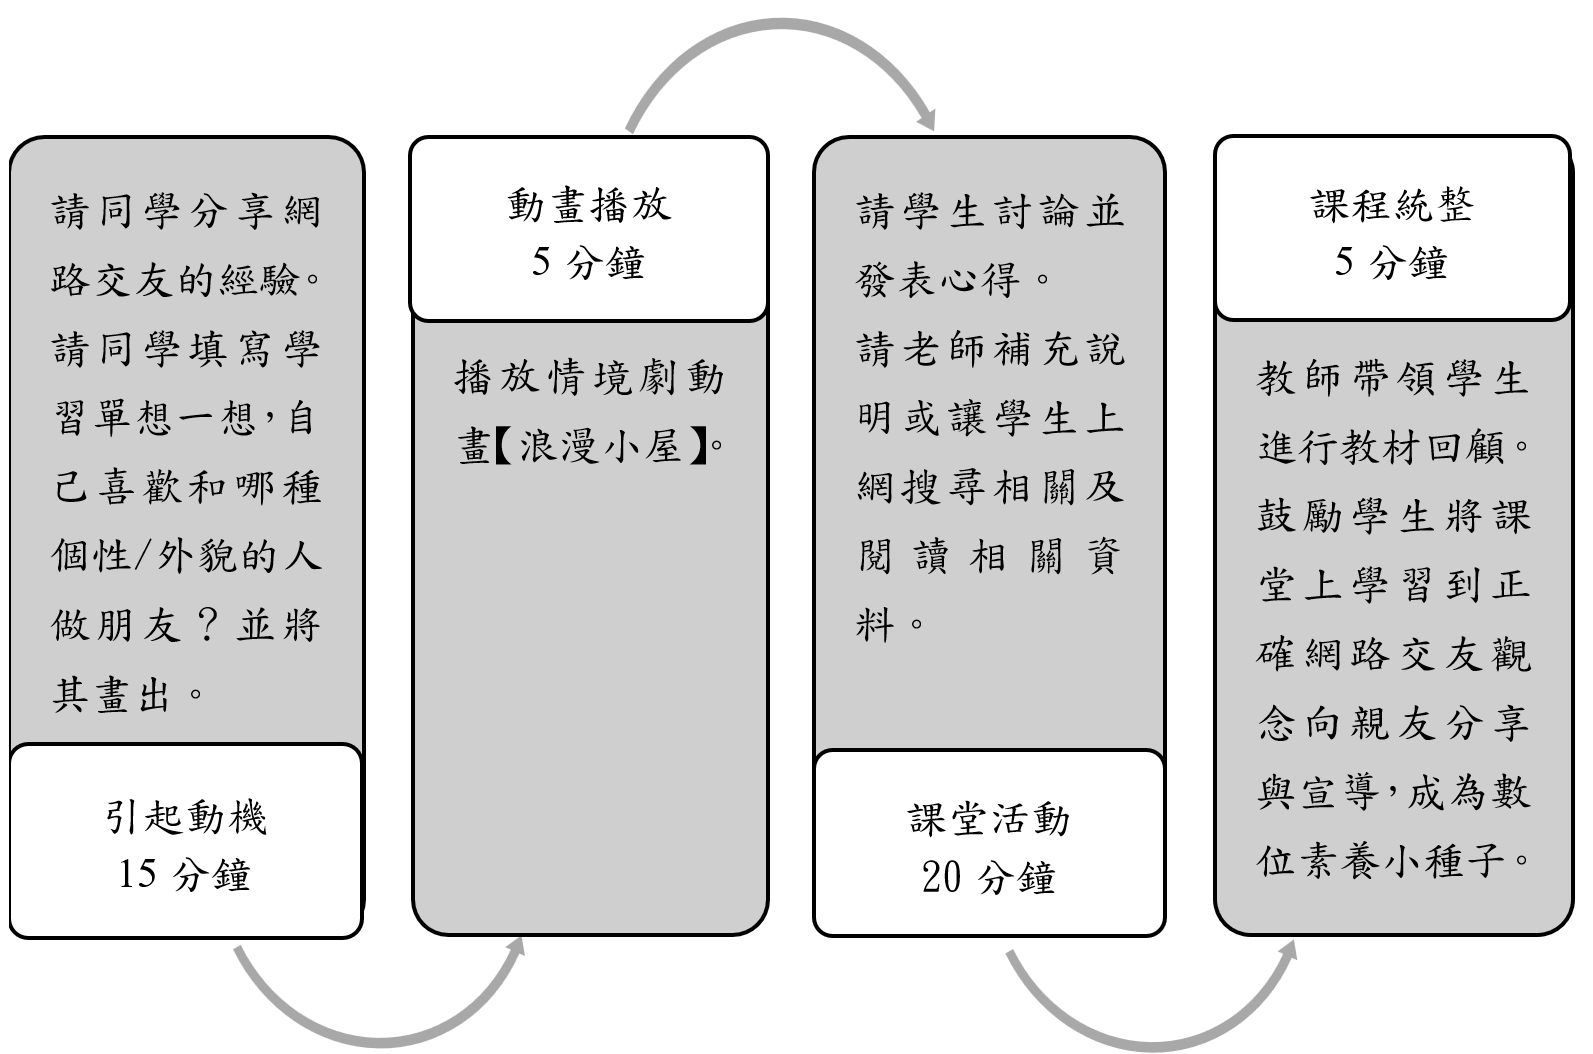 請同學分享網
路交友的經驗。
請同學填寫學
習單想一想，自
己喜歡和哪種
個性/外貌的人
做朋友？並將
其畫出。
引起動機
15 分鐘
動畫播放
5 分鐘
播放情境劇動
畫【浪漫小屋】。
請學生討論並
發表心得。
請老師補充說
明或讓學生上
網搜尋相關及
閱讀相關資
料。
課堂活動
20 分鐘
課程統整
5 分鐘
教師帶領學生
進行教材回顧。
鼓勵學生將課
堂上學習到正
確網路交友觀
念向親友分享
與宣導，成為數
位素養小種子。